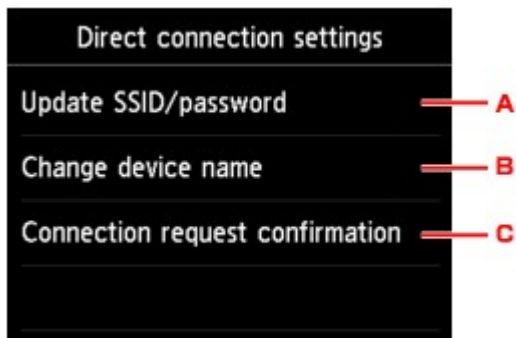 Direct connection settings
Update SSID/password A
Change device name B
Connection request confirmation C